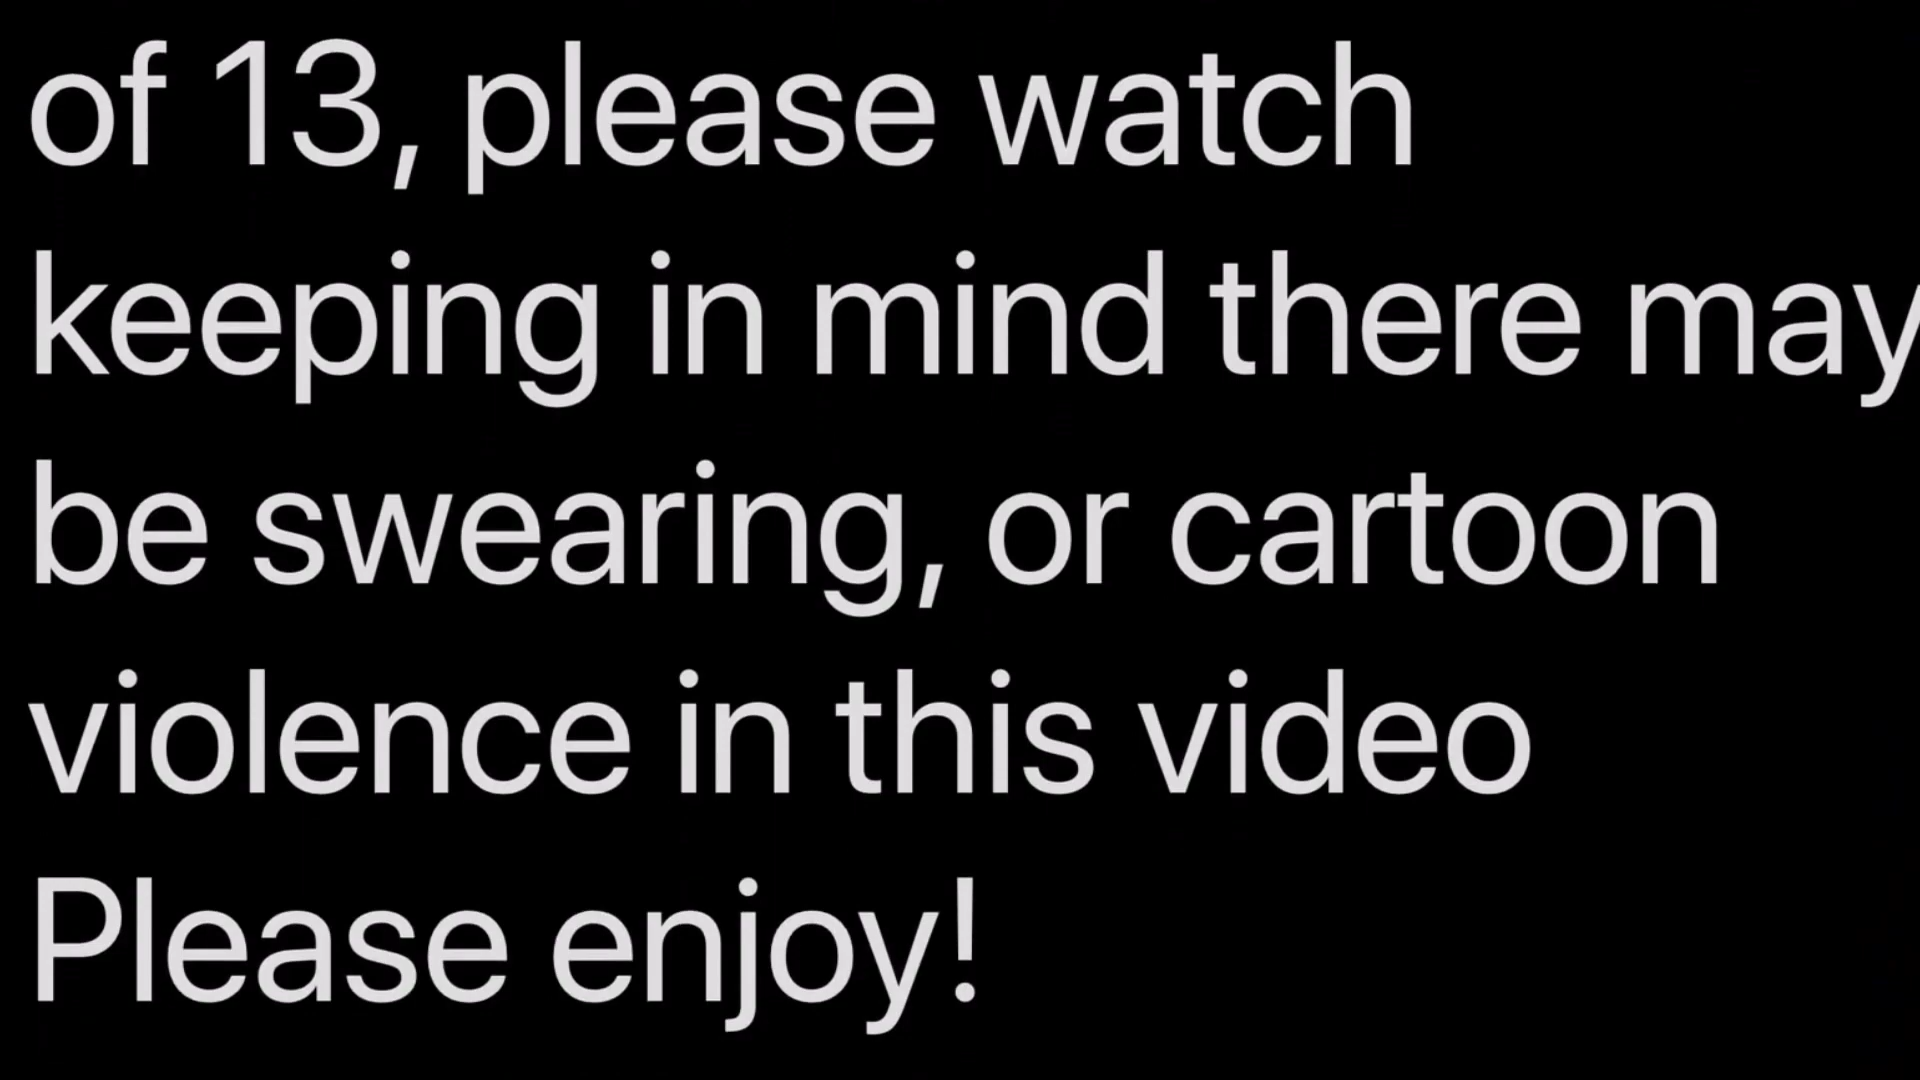 of 13, please watch
keeping in mind there may
be swearing, or cartoon
violence in this video
Please enjoy!